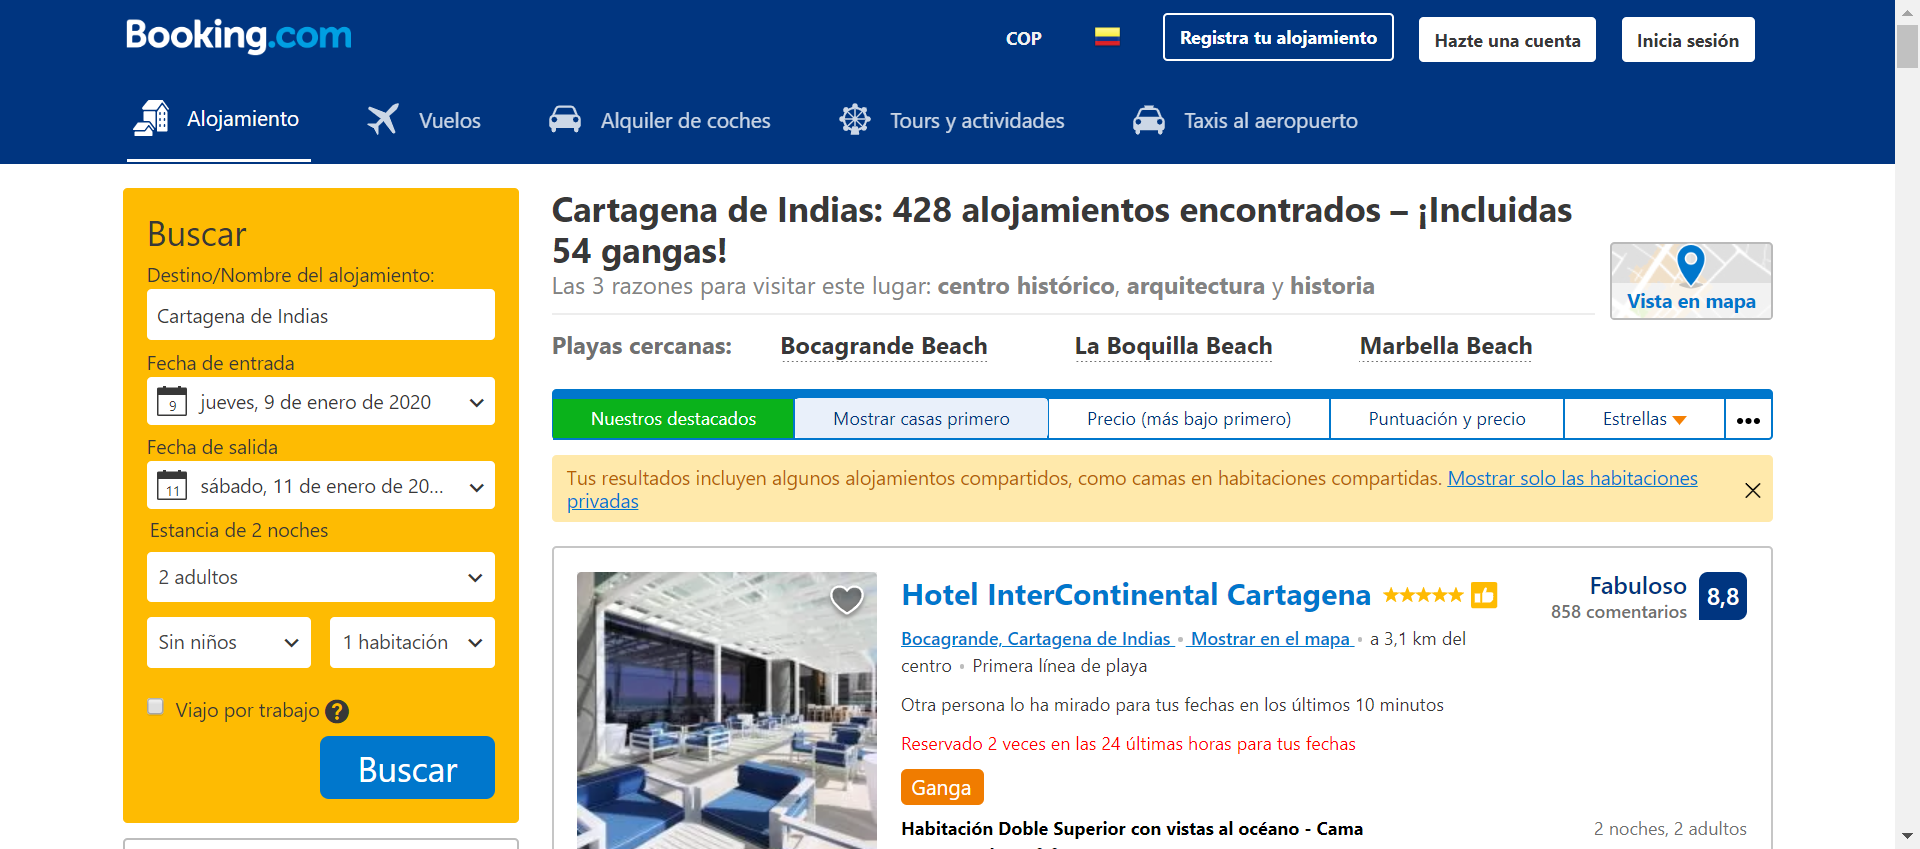 Booking.com
COP
Registra tu alojamiento
Hazte una cuenta
Inicia sesión
Alojamiento
Vuelos
Alquiler de coches
Tours y actividades
Taxis al aeropuerto
Buscar
Destino/Nombre del alojamiento:
Cartagena de Indias
Fecha de entrada
9
jueves, 9 de enero de 2020
Fecha de salida
11
sábado, 11 de enero de 20...
Estancia de 2 noches
2 adultos
Sin niños
1 habitación
Viajo por trabajo ?
Buscar
Cartagena de Indias: 428 alojamientos encontrados – ¡Incluidas
54 gangas!
Las 3 razones para visitar este lugar: centro histórico, arquitectura y historia
Vista en mapa
Playas cercanas: Bocagrande Beach La Boquilla Beach Marbella Beach
Nuestros destacados
Mostrar casas primero
Precio (más bajo primero)
Puntuación y precio
Estrellas
•••
Tus resultados incluyen algunos alojamientos compartidos, como camas en habitaciones compartidas. Mostrar solo las habitaciones
privadas
Hotel InterContinental Cartagena
Fabuloso
858 comentarios
8,8
Bocagrande, Cartagena de Indias • Mostrar en el mapa • a 3,1 km del
centro • Primera línea de playa
Otra persona lo ha mirado para tus fechas en los últimos 10 minutos
Reservado 2 veces en las 24 últimas horas para tus fechas
Ganga
Habitación Doble Superior con vistas al océano - Cama
2 noches, 2 adultos